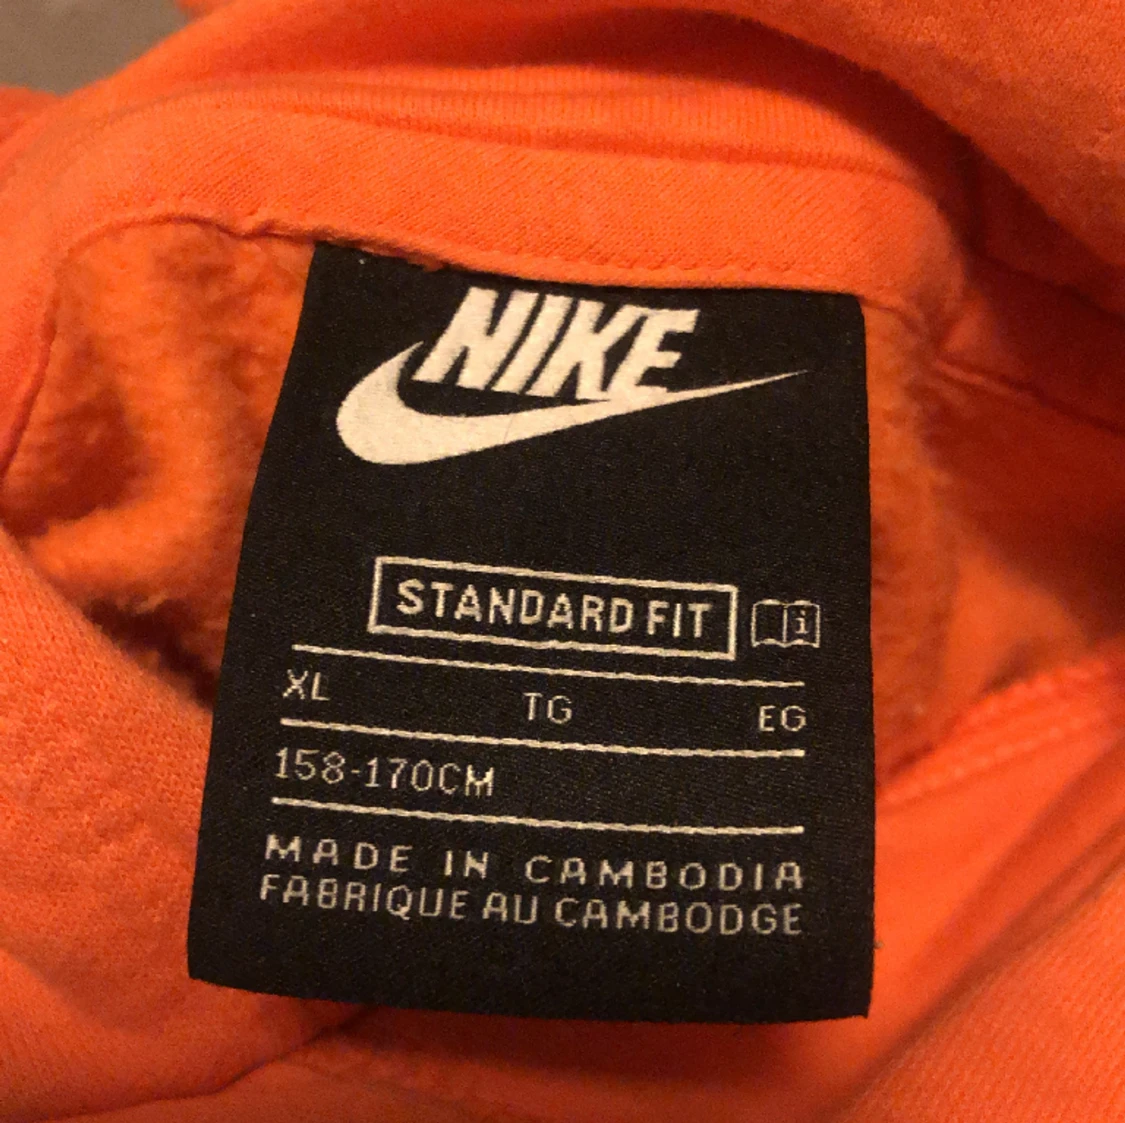 NIKE
STANDARD FIT i
XL TG EG
158-170CM
MADE IN CAMBODIA
FABRIQUE AU CAMBODGE